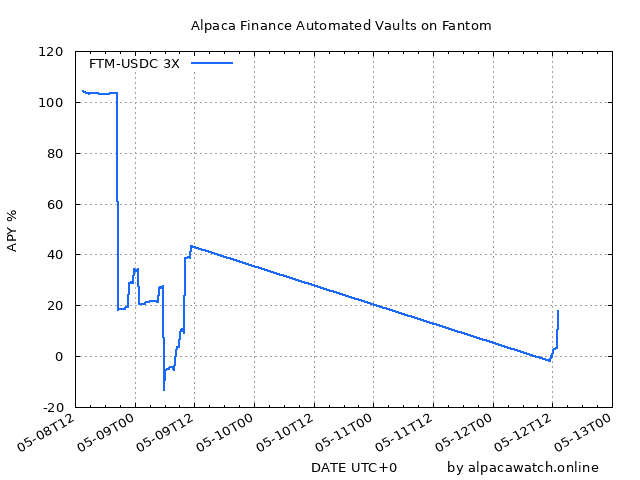 Alpaca Finance Automated Vaults on Fantom
FTM-USDC 3X
APY %
120
100
80
60
40
20
0
-20
05-08T12
05-09T00
05-09T12
05-10T00
05-10T12
05-11T00
05-11T12
05-12T00
05-12T12
05-13T00
DATE UTC+0
by alpacawatch.online